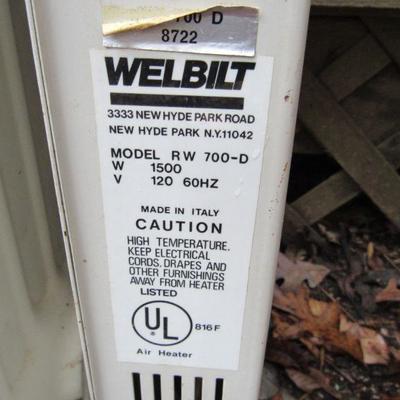 700 D
8722
WELBILT
3333 NEW HYDE PARK ROAD
NEW HYDE PARK N.Y. 11042
MODEL RW 700-D
W 1500
V 120 60HZ
MADE IN ITALY
CAUTION
HIGH TEMPERATURE.
KEEP ELECTRICAL
CORDS, DRAPES AND
OTHER FURNISHINGS
AWAY FROM HEATER
LISTED
UL ®
816F
Air Heater